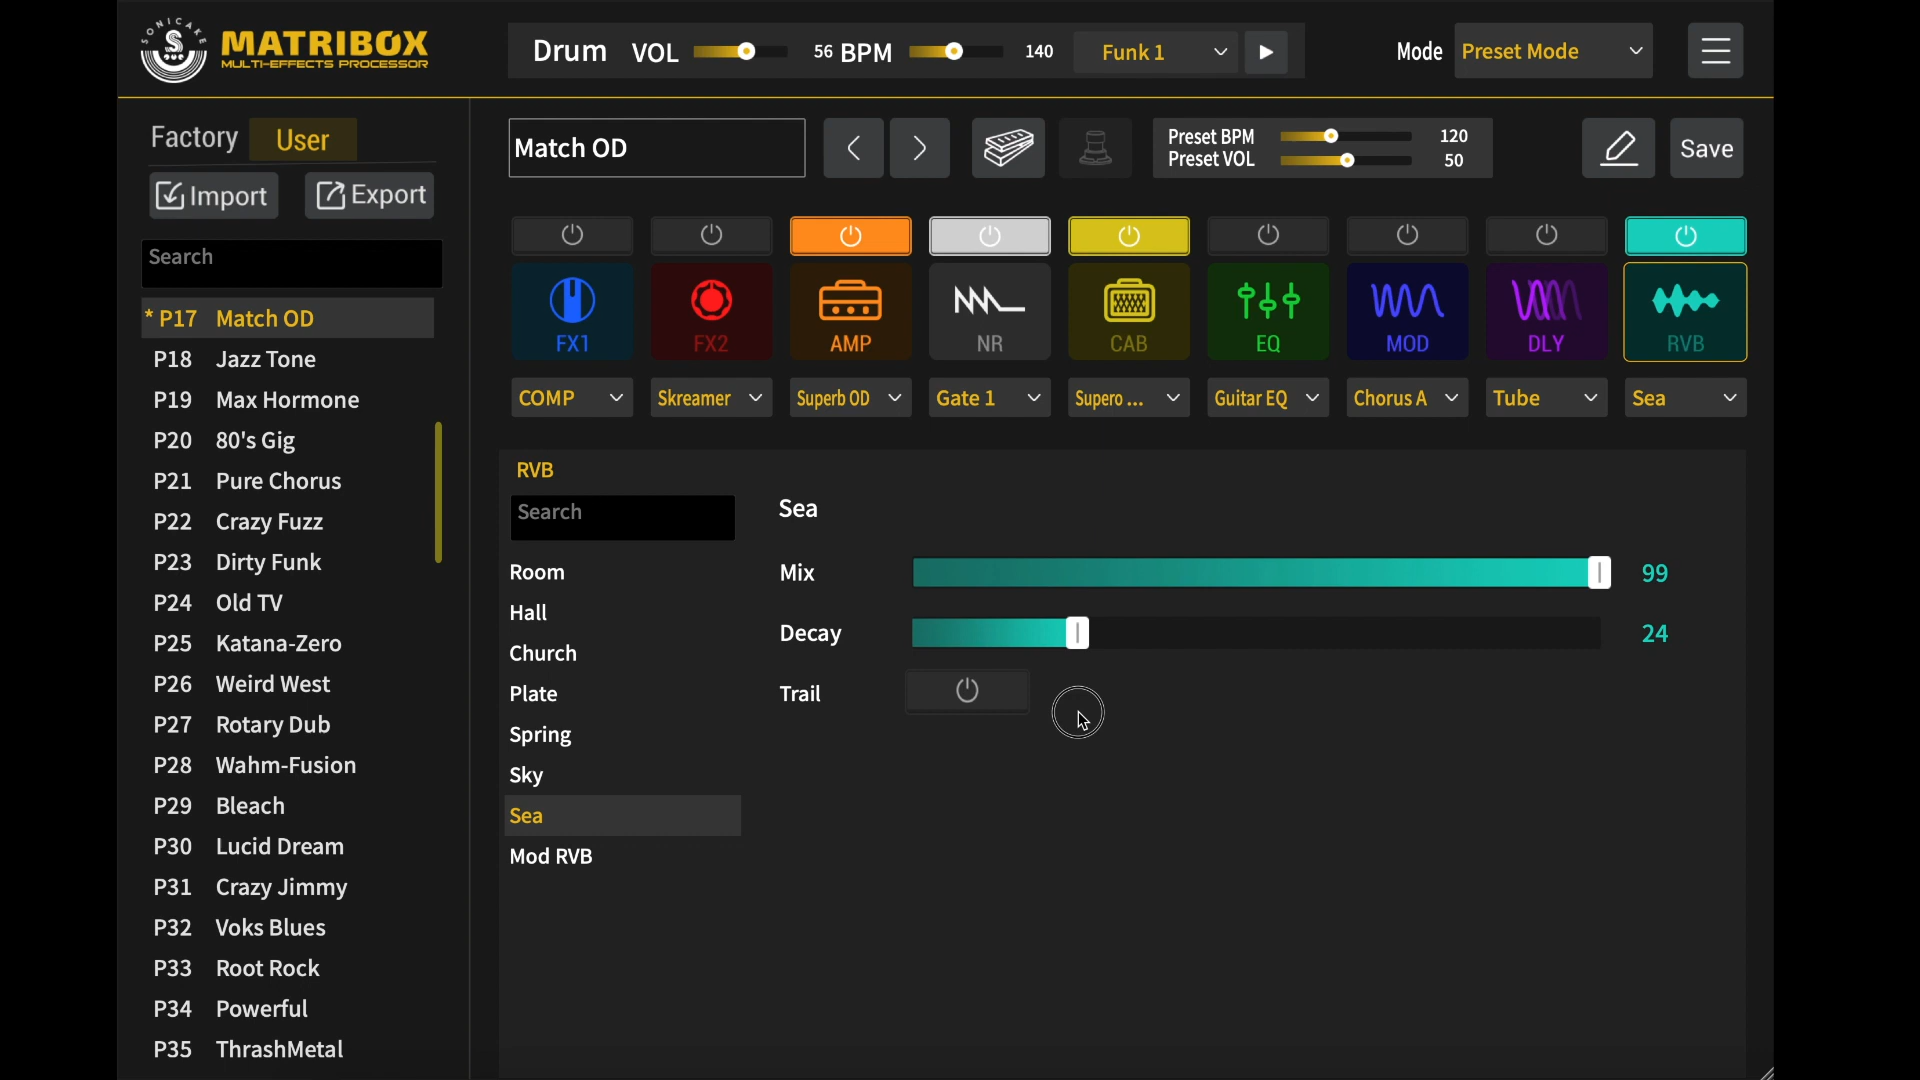 SONICAKE
MATRIBOX
MULTI-EFFECTS PROCESSOR
Drum VOL 56 BPM 140 Funk 1
Mode Preset Mode
Factory User
Import Export
Search
* P17 Match OD
P18 Jazz Tone
P19 Max Hormone
P20 80's Gig
P21 Pure Chorus
P22 Crazy Fuzz
P23 Dirty Funk
P24 Old TV
P25 Katana-Zero
P26 Weird West
P27 Rotary Dub
P28 Wahm-Fusion
P29 Bleach
P30 Lucid Dream
P31 Crazy Jimmy
P32 Voks Blues
P33 Root Rock
P34 Powerful
P35 ThrashMetal
Match OD
Preset BPM 120
Preset VOL 50
Save
FX1 FX2 AMP NR CAB EQ MOD DLY RVB
COMP Skreamer Superb OD Gate 1 Supero ... Guitar EQ Chorus A Tube Sea
RVB
Search
Room
Hall
Church
Plate
Spring
Sky
Sea
Mod RVB
Sea
Mix 99
Decay 24
Trail